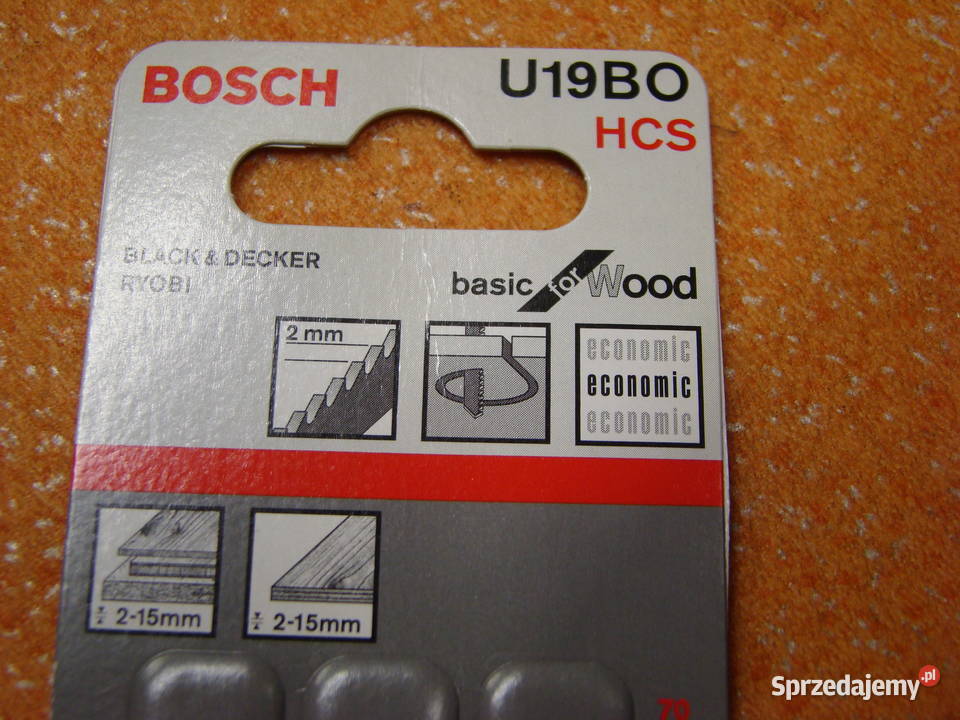 BOSCH
U19BO
HCS
BLACK & DECKER
RYOBI
basic for Wood
2 mm
economic
economic
economic
2-15mm
2-15mm
70
Sprzedajemy.pl